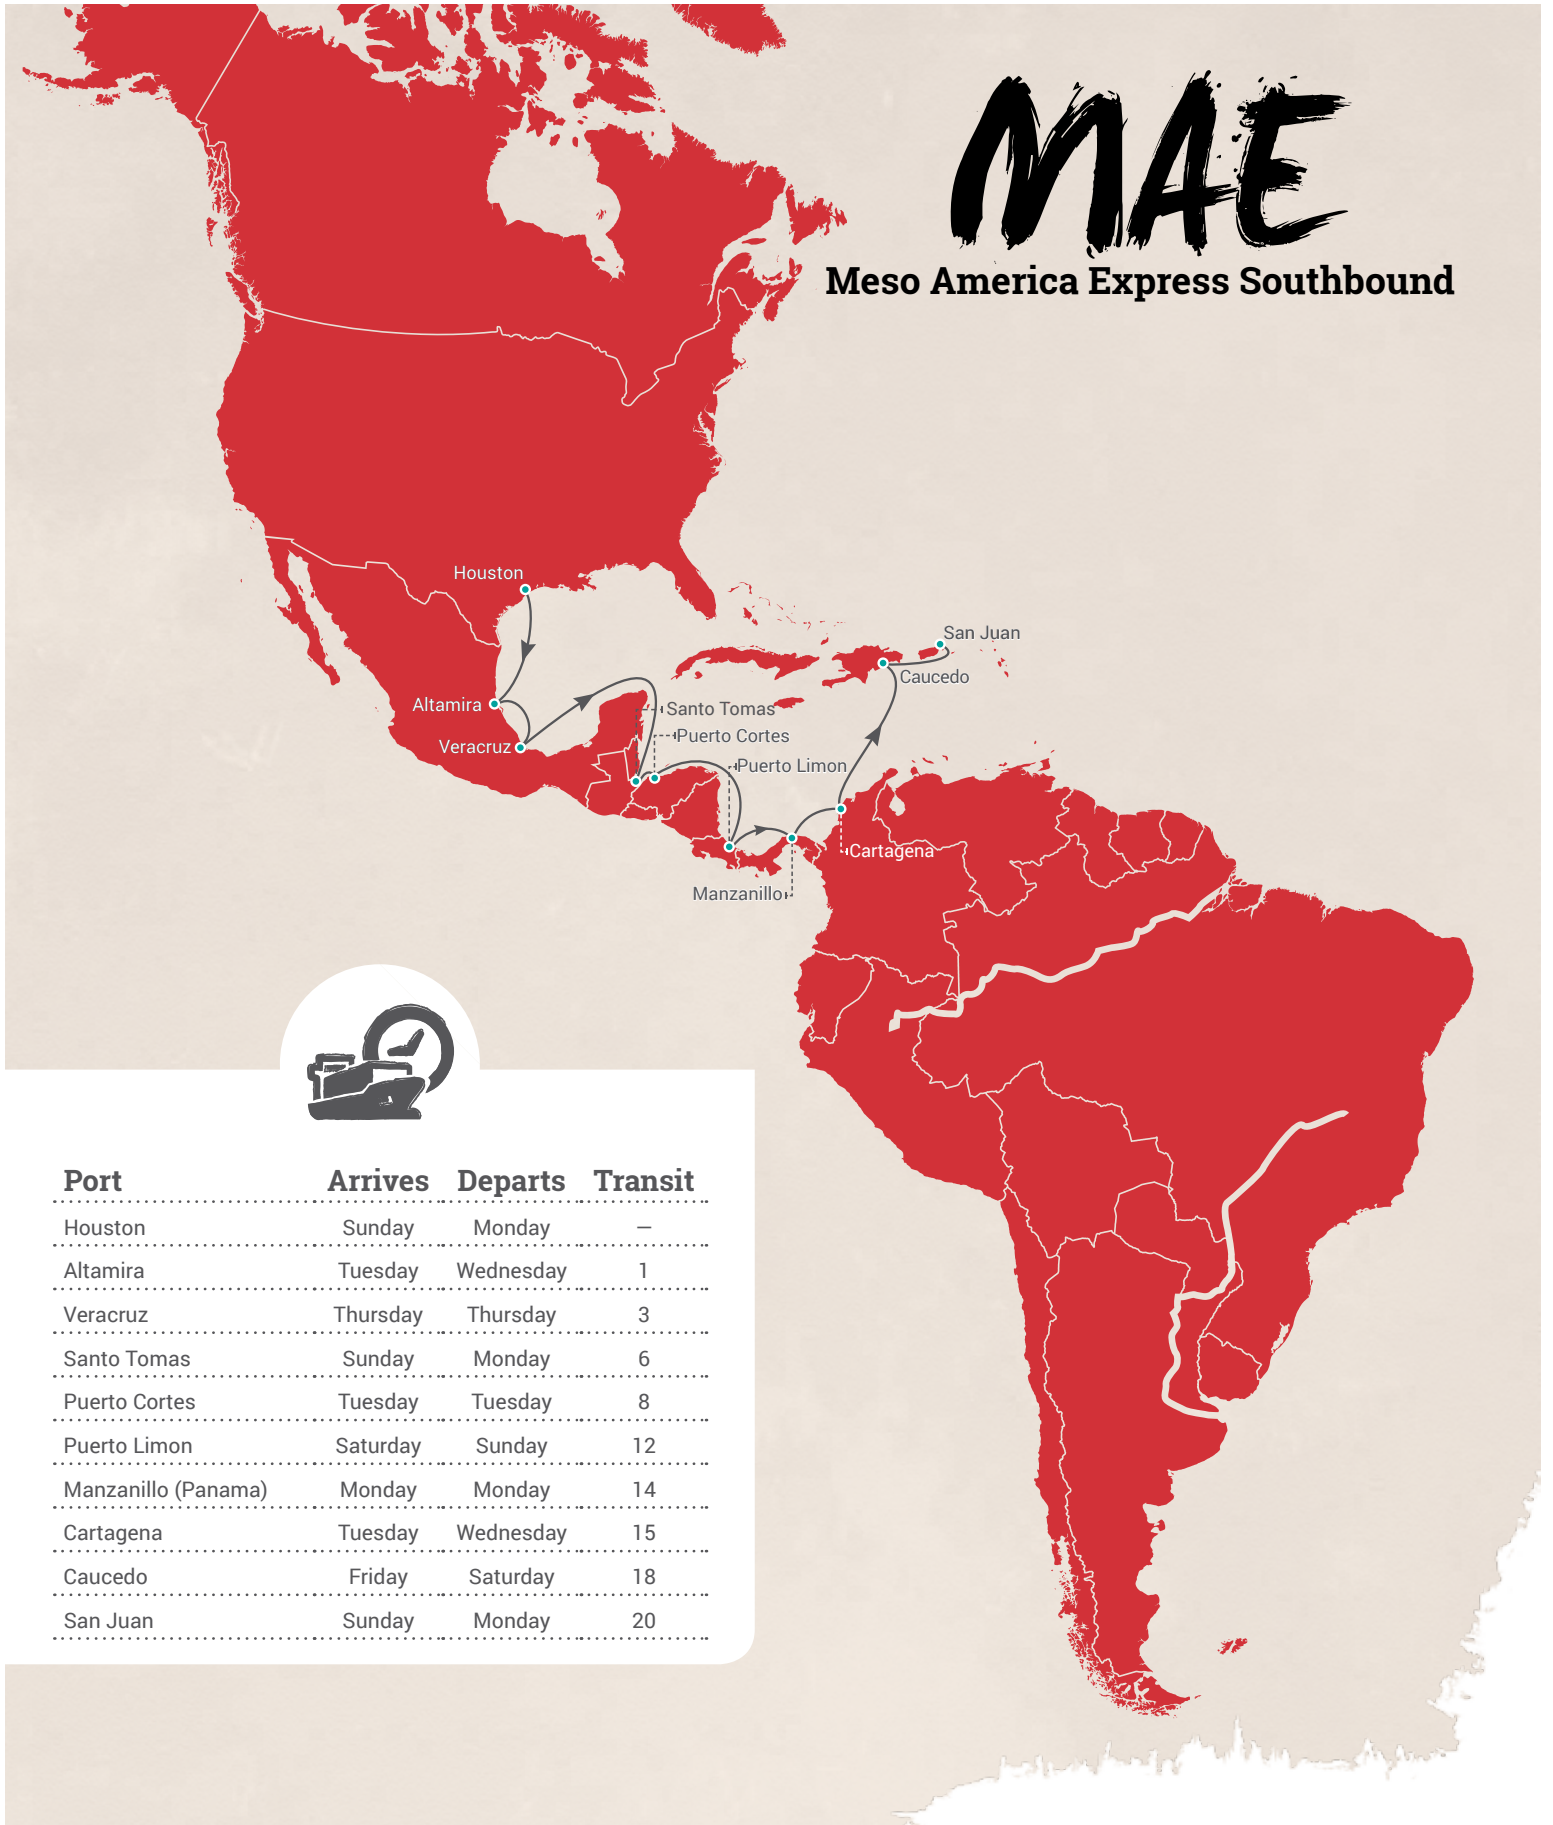 MAE
Meso America Express Southbound
Houston
San Juan
Caucedo
Altamira
Santo Tomas
Puerto Cortes
Veracruz
Puerto Limon
Cartagena
Manzanillo
Port Arrives Departs Transit
Houston Sunday Monday —
Altamira Tuesday Wednesday 1
Veracruz Thursday Thursday 3
Santo Tomas Sunday Monday 6
Puerto Cortes Tuesday Tuesday 8
Puerto Limon Saturday Sunday 12
Manzanillo (Panama) Monday Monday 14
Cartagena Tuesday Wednesday 15
Caucedo Friday Saturday 18
San Juan Sunday Monday 20